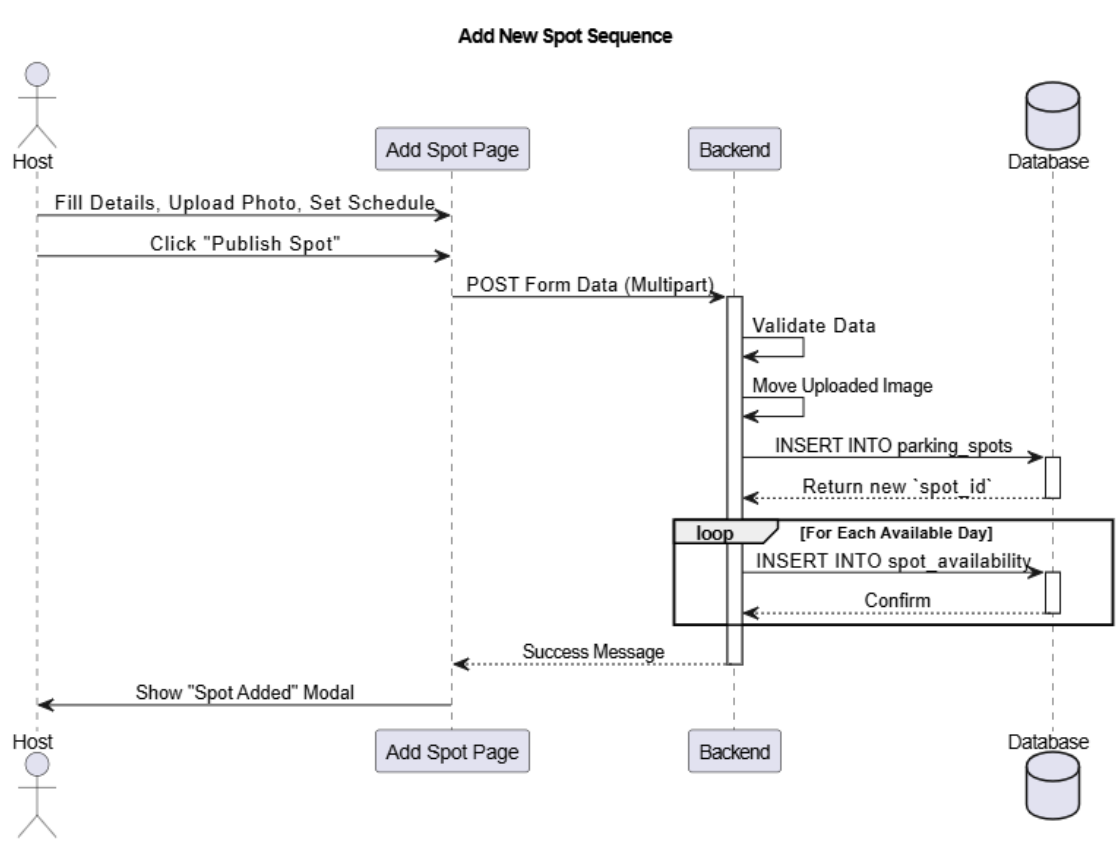 Add New Spot Sequence
Host
Add Spot Page
Backend
Database
Fill Details, Upload Photo, Set Schedule
Click "Publish Spot"
POST Form Data (Multipart)
Validate Data
Move Uploaded Image
INSERT INTO parking_spots
Return new `spot_id`
loop [For Each Available Day]
INSERT INTO spot_availability
Confirm
Success Message
Show "Spot Added" Modal
Host
Add Spot Page
Backend
Database